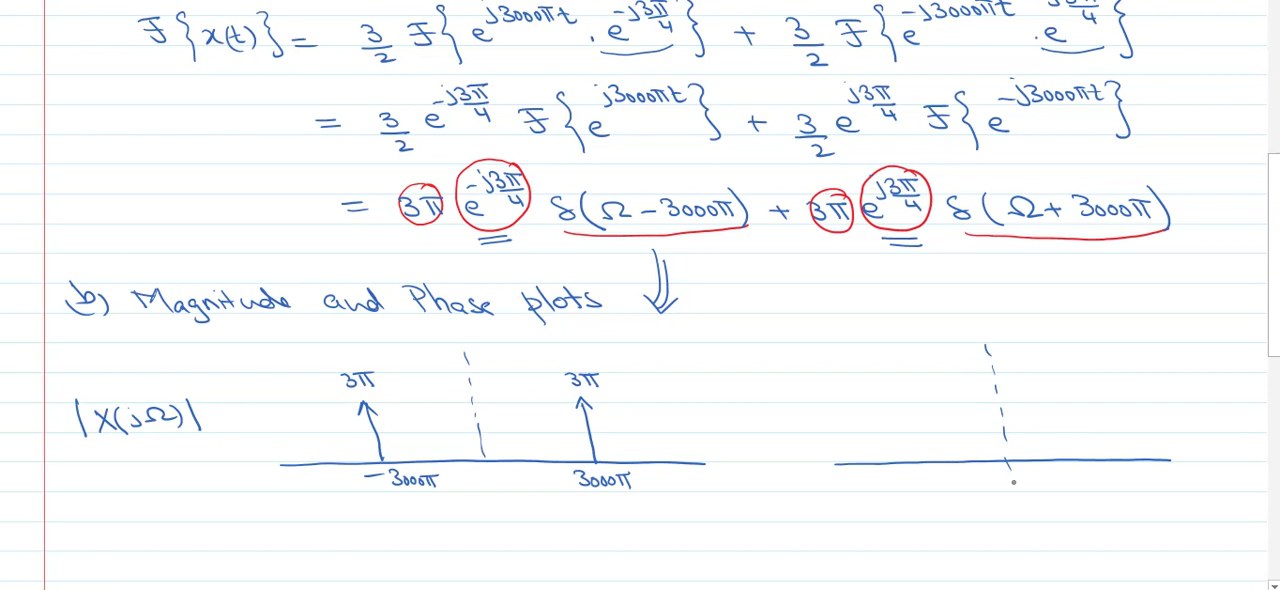 F{x(t)} = 3/2 F{e^{j3000πt} . e^{-j3π/4}} + 3/2 F{e^{-j3000πt} . e^{j3π/4}}
= 3/2 e^{-j3π/4} F{e^{j3000πt}} + 3/2 e^{j3π/4} F{e^{-j3000πt}}
= 3π e^{-j3π/4} δ(Ω - 3000π) + 3π e^{j3π/4} δ(Ω + 3000π)
b) Magnitude and Phase plots
3π 3π
|X(jΩ)|
-3000π 3000π